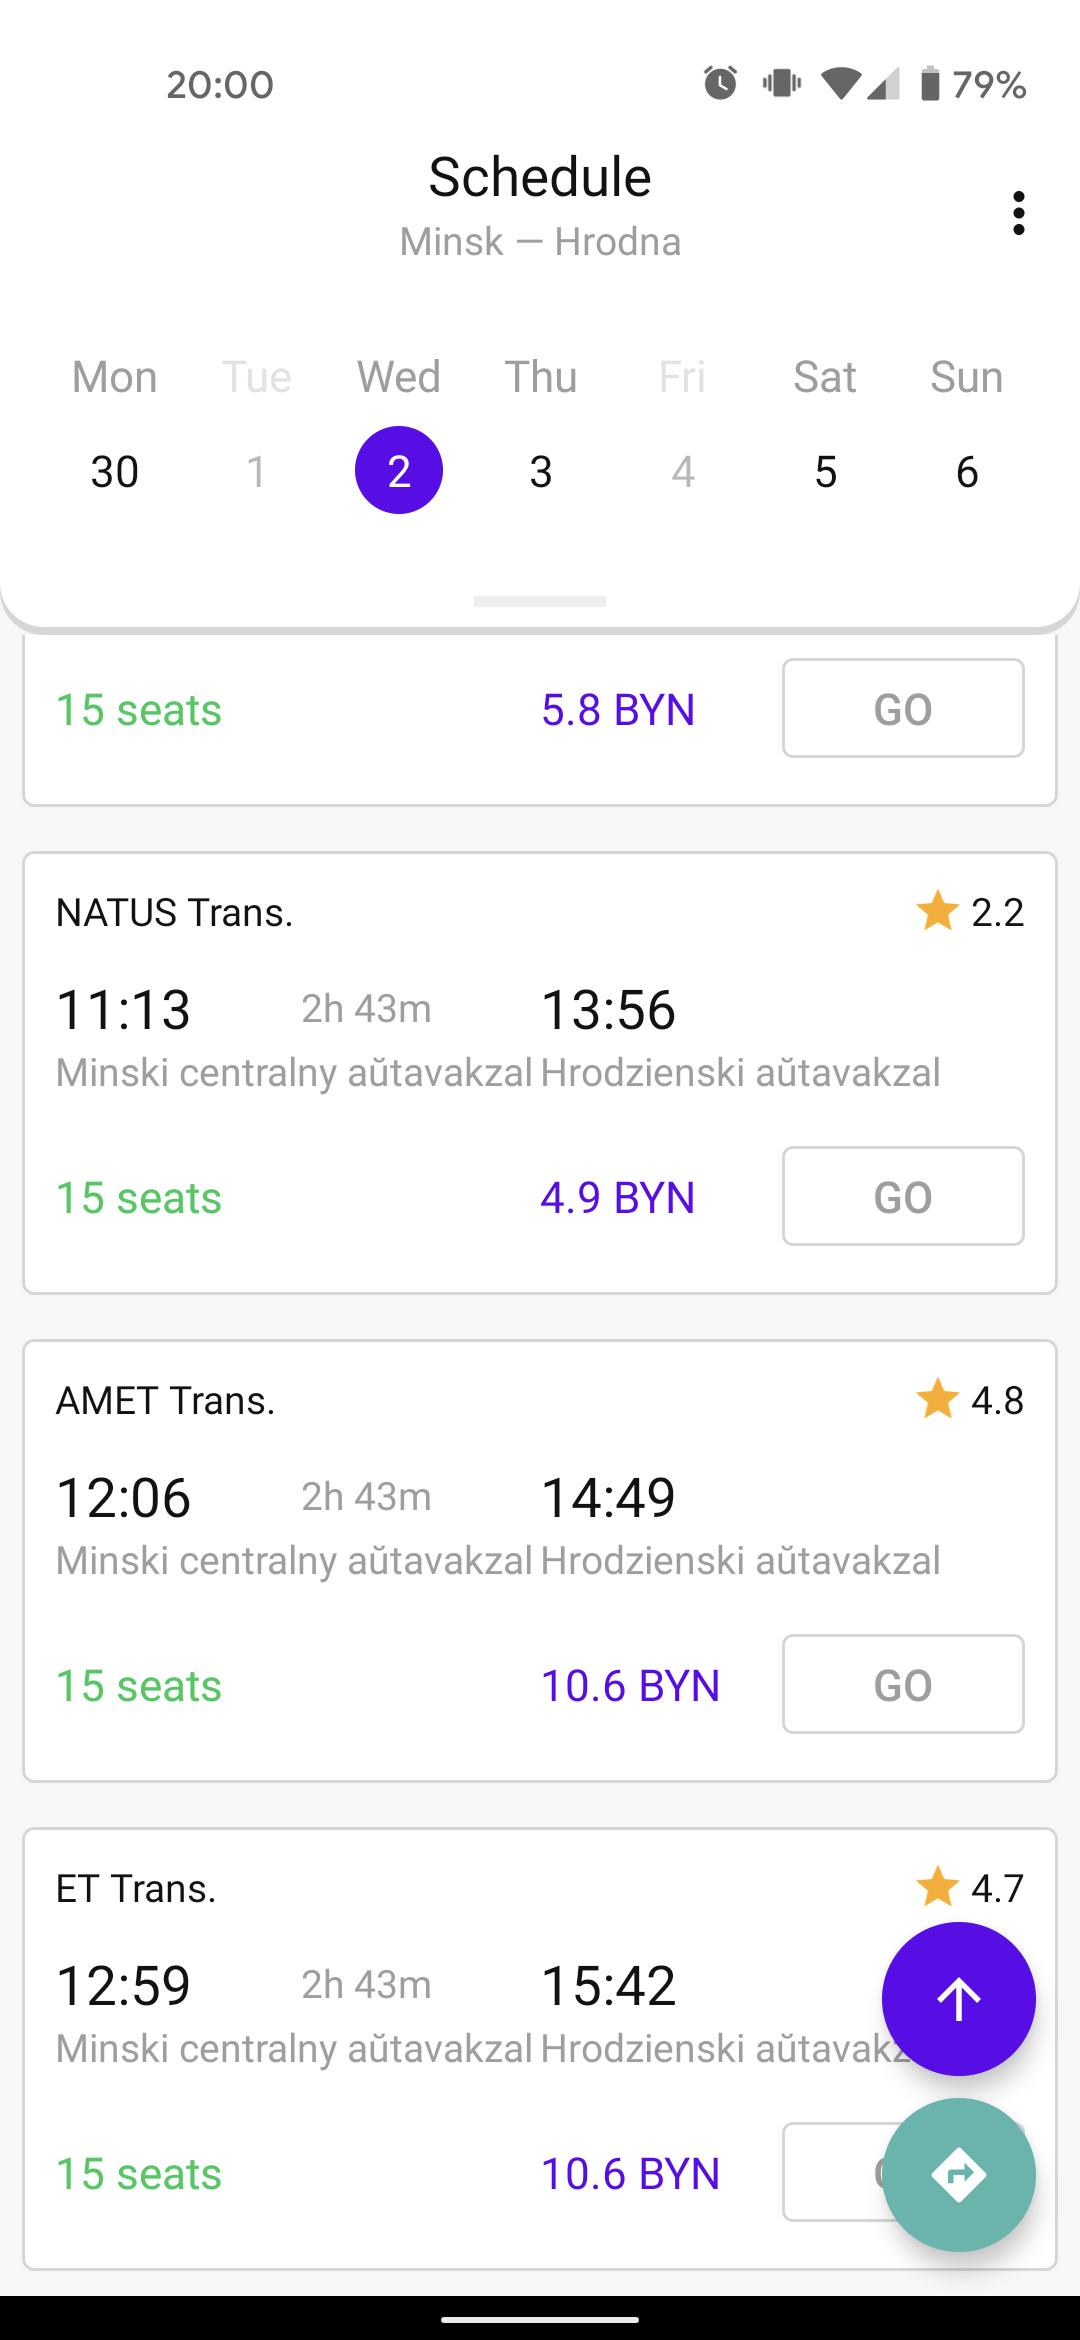 20:00 79%
Schedule
Minsk — Hrodna
Mon Tue Wed Thu Fri Sat Sun
30 1 2 3 4 5 6
15 seats 5.8 BYN GO
NATUS Trans. 2.2
11:13 2h 43m 13:56
Minski centralny aŭtavakzal Hrodzienski aŭtavakzal
15 seats 4.9 BYN GO
AMET Trans. 4.8
12:06 2h 43m 14:49
Minski centralny aŭtavakzal Hrodzienski aŭtavakzal
15 seats 10.6 BYN GO
ET Trans. 4.7
12:59 2h 43m 15:42
Minski centralny aŭtavakzal Hrodzienski
15 seats 10.6 BYN